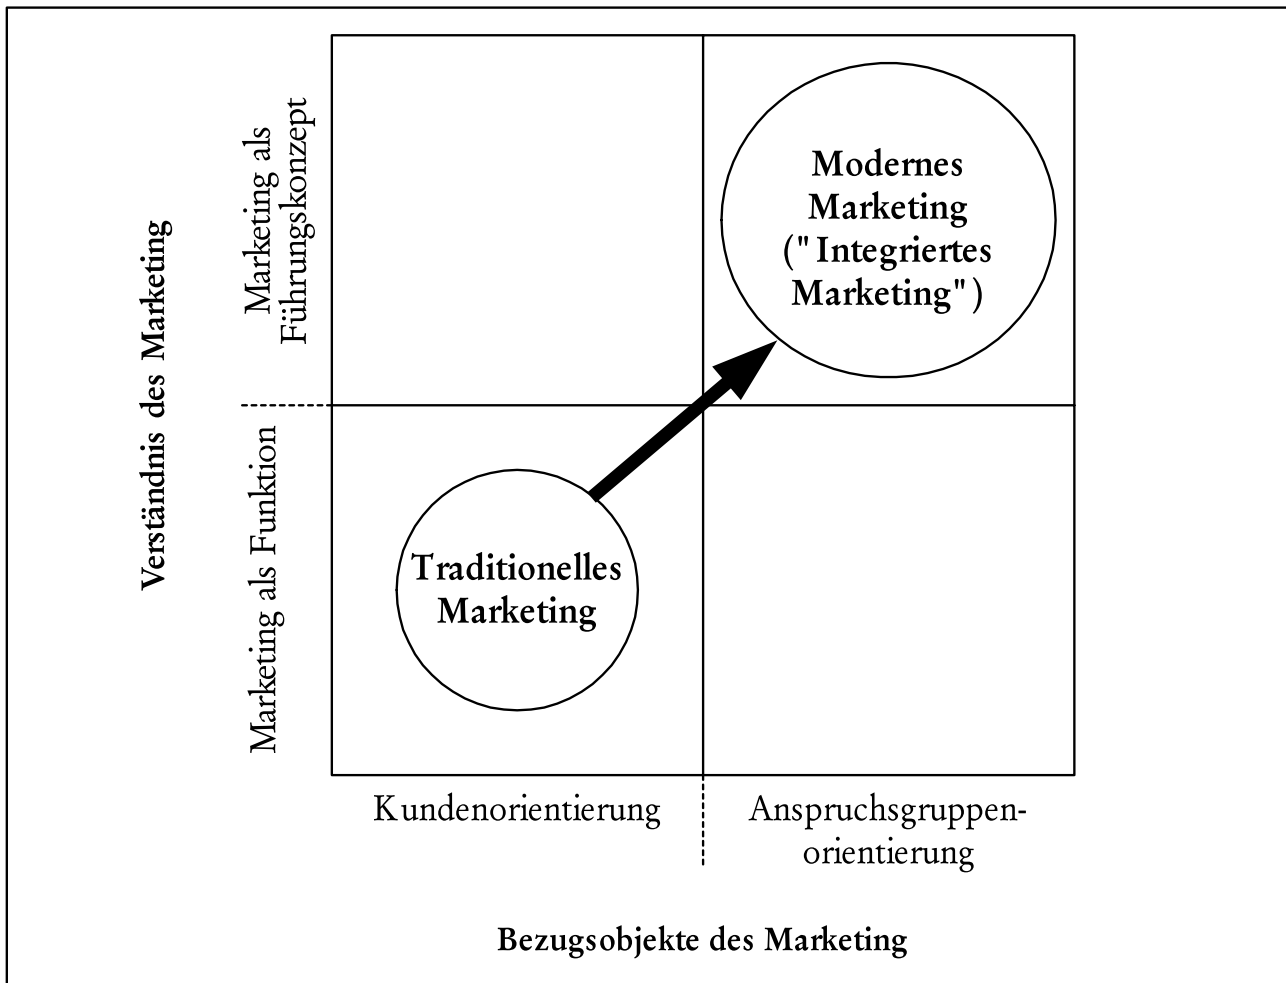 Verständnis des Marketing
Marketing als
Führungskonzept
Marketing als Funktion
Modernes
Marketing
("Integriertes
Marketing")
Traditionelles
Marketing
Kundenorientierung
Anspruchsgruppen-
orientierung
Bezugsobjekte des Marketing